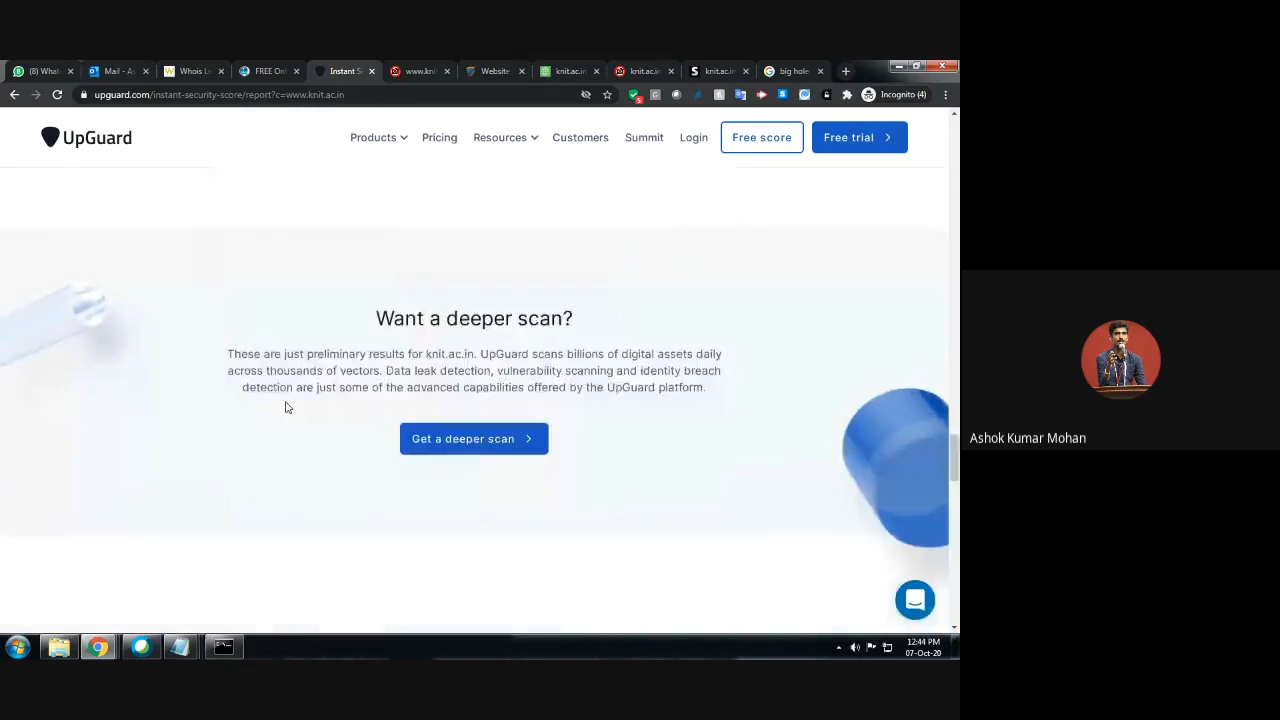 (8) What
Mail - A
Whois L
FREE On
Instant S
www.knit
Website
knit.ac.in
knit.ac.in
knit.ac.in
big hole
upguard.com/instant-security-score/report?c=www.knit.ac.in
Incognito (4)
UpGuard
Products
Pricing
Resources
Customers
Summit
Login
Free score
Free trial
Want a deeper scan?
These are just preliminary results for knit.ac.in. UpGuard scans billions of digital assets daily
across thousands of vectors. Data leak detection, vulnerability scanning and identity breach
detection are just some of the advanced capabilities offered by the UpGuard platform.
Get a deeper scan
Ashok Kumar Mohan
12:44 PM
07-Oct-20